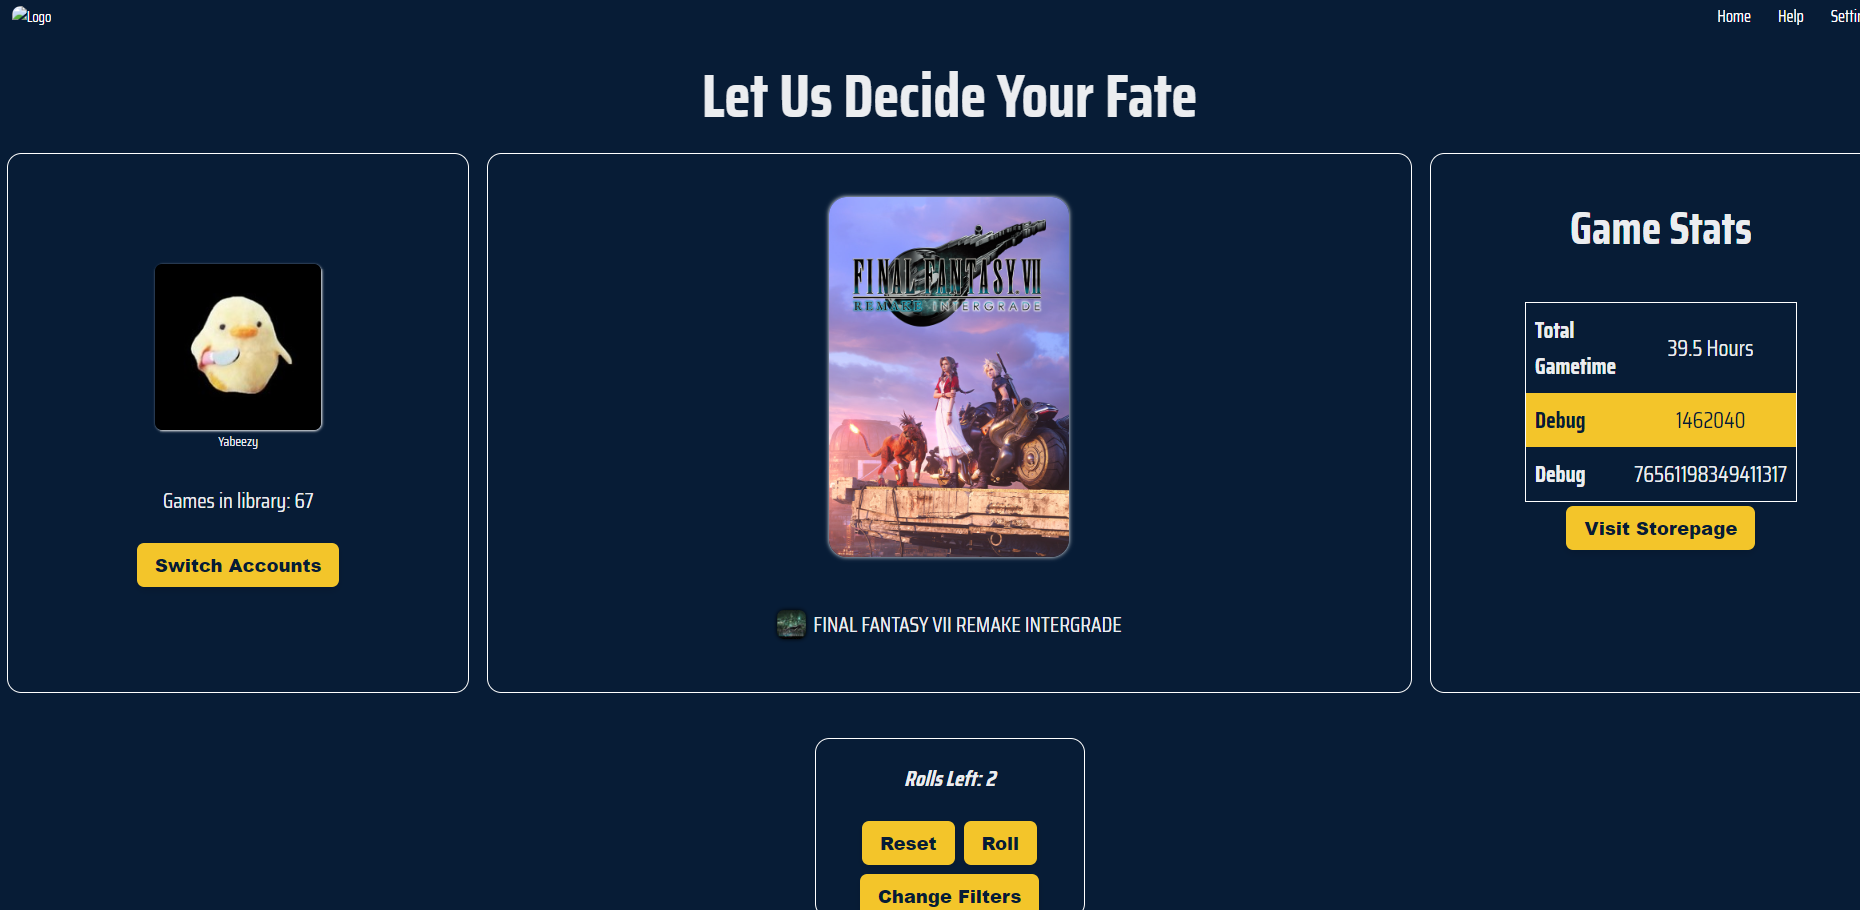 Logo
Home
Help
Let Us Decide Your Fate
Yabeezy
Games in library: 67
Switch Accounts
FINAL FANTASY.VII
REMAKE INTERGRADE
FINAL FANTASY VII REMAKE INTERGRADE
Game Stats
Total Gametime
39.5 Hours
Debug
1462040
Debug
76561198349411317
Visit Storepage
Rolls Left: 2
Reset
Roll
Change Filters